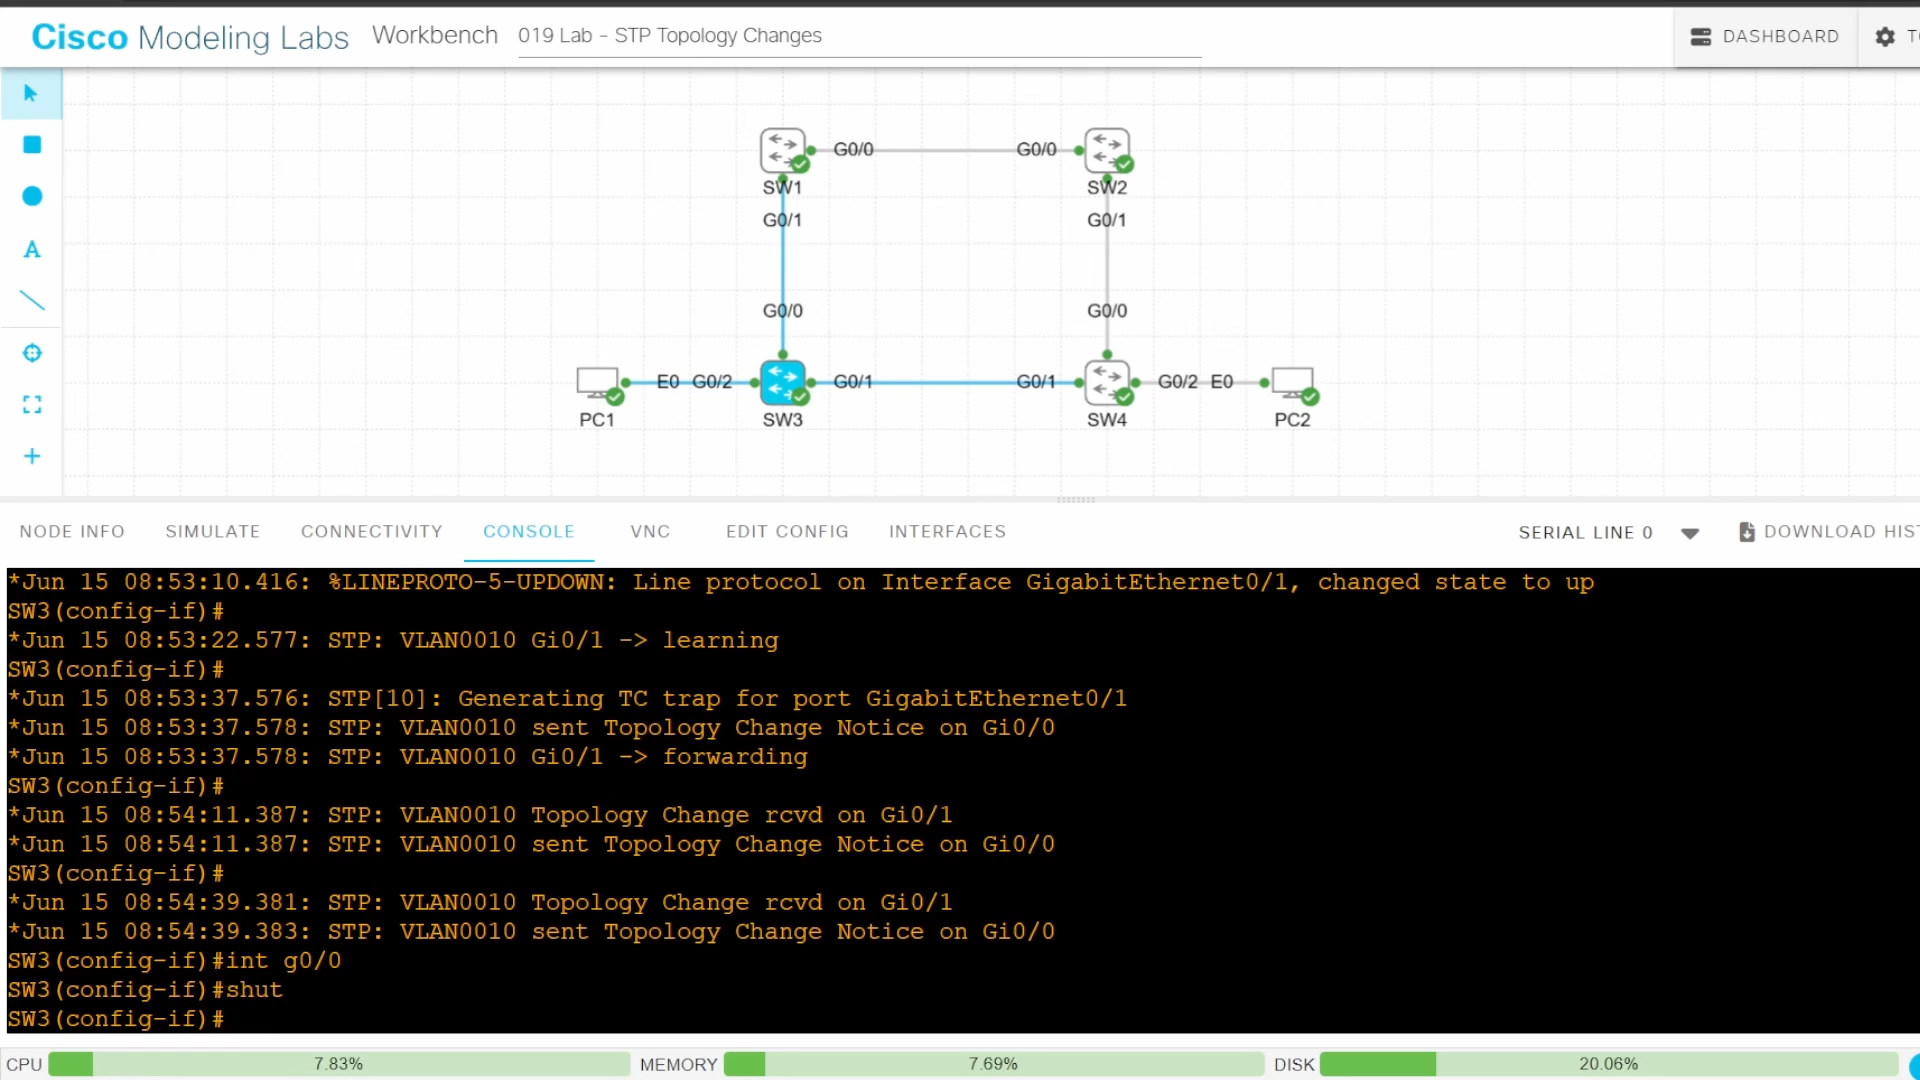 Cisco Modeling Labs Workbench 019 Lab - STP Topology Changes DASHBOARD TO
G0/0 G0/0
SW1 SW2
G0/1 G0/1
G0/0 G0/0
E0 G0/2 G0/1 G0/1 G0/2 E0
PC1 SW3 SW4 PC2
NODE INFO SIMULATE CONNECTIVITY CONSOLE VNC EDIT CONFIG INTERFACES SERIAL LINE 0 DOWNLOAD HIST
*Jun 15 08:53:10.416: %LINEPROTO-5-UPDOWN: Line protocol on Interface GigabitEthernet0/1, changed state to up
SW3(config-if)#
*Jun 15 08:53:22.577: STP: VLAN0010 Gi0/1 -> learning
SW3(config-if)#
*Jun 15 08:53:37.576: STP[10]: Generating TC trap for port GigabitEthernet0/1
*Jun 15 08:53:37.578: STP: VLAN0010 sent Topology Change Notice on Gi0/0
*Jun 15 08:53:37.578: STP: VLAN0010 Gi0/1 -> forwarding
SW3(config-if)#
*Jun 15 08:54:11.387: STP: VLAN0010 Topology Change rcvd on Gi0/1
*Jun 15 08:54:11.387: STP: VLAN0010 sent Topology Change Notice on Gi0/0
SW3(config-if)#
*Jun 15 08:54:39.381: STP: VLAN0010 Topology Change rcvd on Gi0/1
*Jun 15 08:54:39.383: STP: VLAN0010 sent Topology Change Notice on Gi0/0
SW3(config-if)#int g0/0
SW3(config-if)#shut
SW3(config-if)#
CPU 7.83% MEMORY 7.69% DISK 20.06%